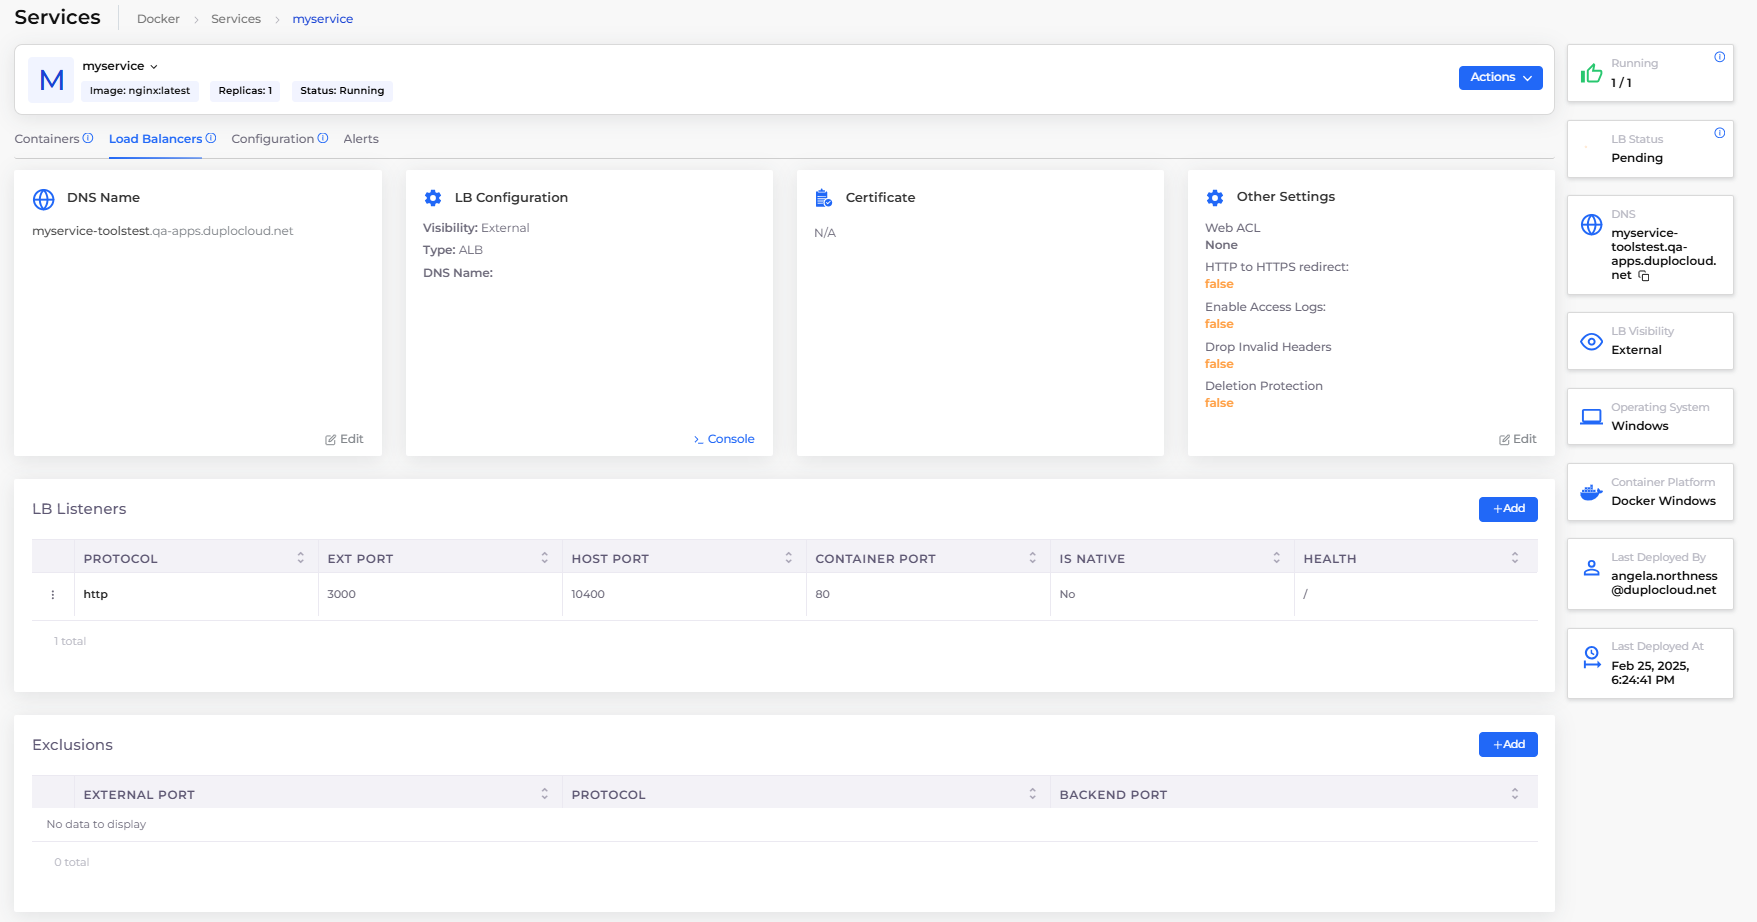 Services
Docker > Services > myservice
M
myservice
Image: nginx:latest
Replicas: 1
Status: Running
Actions
Containers
Load Balancers
Configuration
Alerts
DNS Name
myservice-toolstest.qa-apps.duplocloud.net
Edit
LB Configuration
Visibility: External
Type: ALB
DNS Name:
>_ Console
Certificate
N/A
Other Settings
Web ACL
None
HTTP to HTTPS redirect:
false
Enable Access Logs:
false
Drop Invalid Headers
false
Deletion Protection
false
Edit
LB Listeners
+Add
PROTOCOL EXT PORT HOST PORT CONTAINER PORT IS NATIVE HEALTH
http 3000 10400 80 No /
1 total
Exclusions
+Add
EXTERNAL PORT PROTOCOL BACKEND PORT
No data to display
0 total
Running
1 / 1
LB Status
Pending
DNS
myservice-
toolstest.qa-
apps.duplocloud.
net
LB Visibility
External
Operating System
Windows
Container Platform
Docker Windows
Last Deployed By
angela.northness
@duplocloud.net
Last Deployed At
Feb 25, 2025,
6:24:41 PM